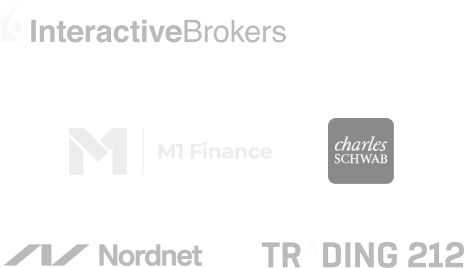 InteractiveBrokers
M1 Finance
charles
SCHWAB
Nordnet
TRADING 212